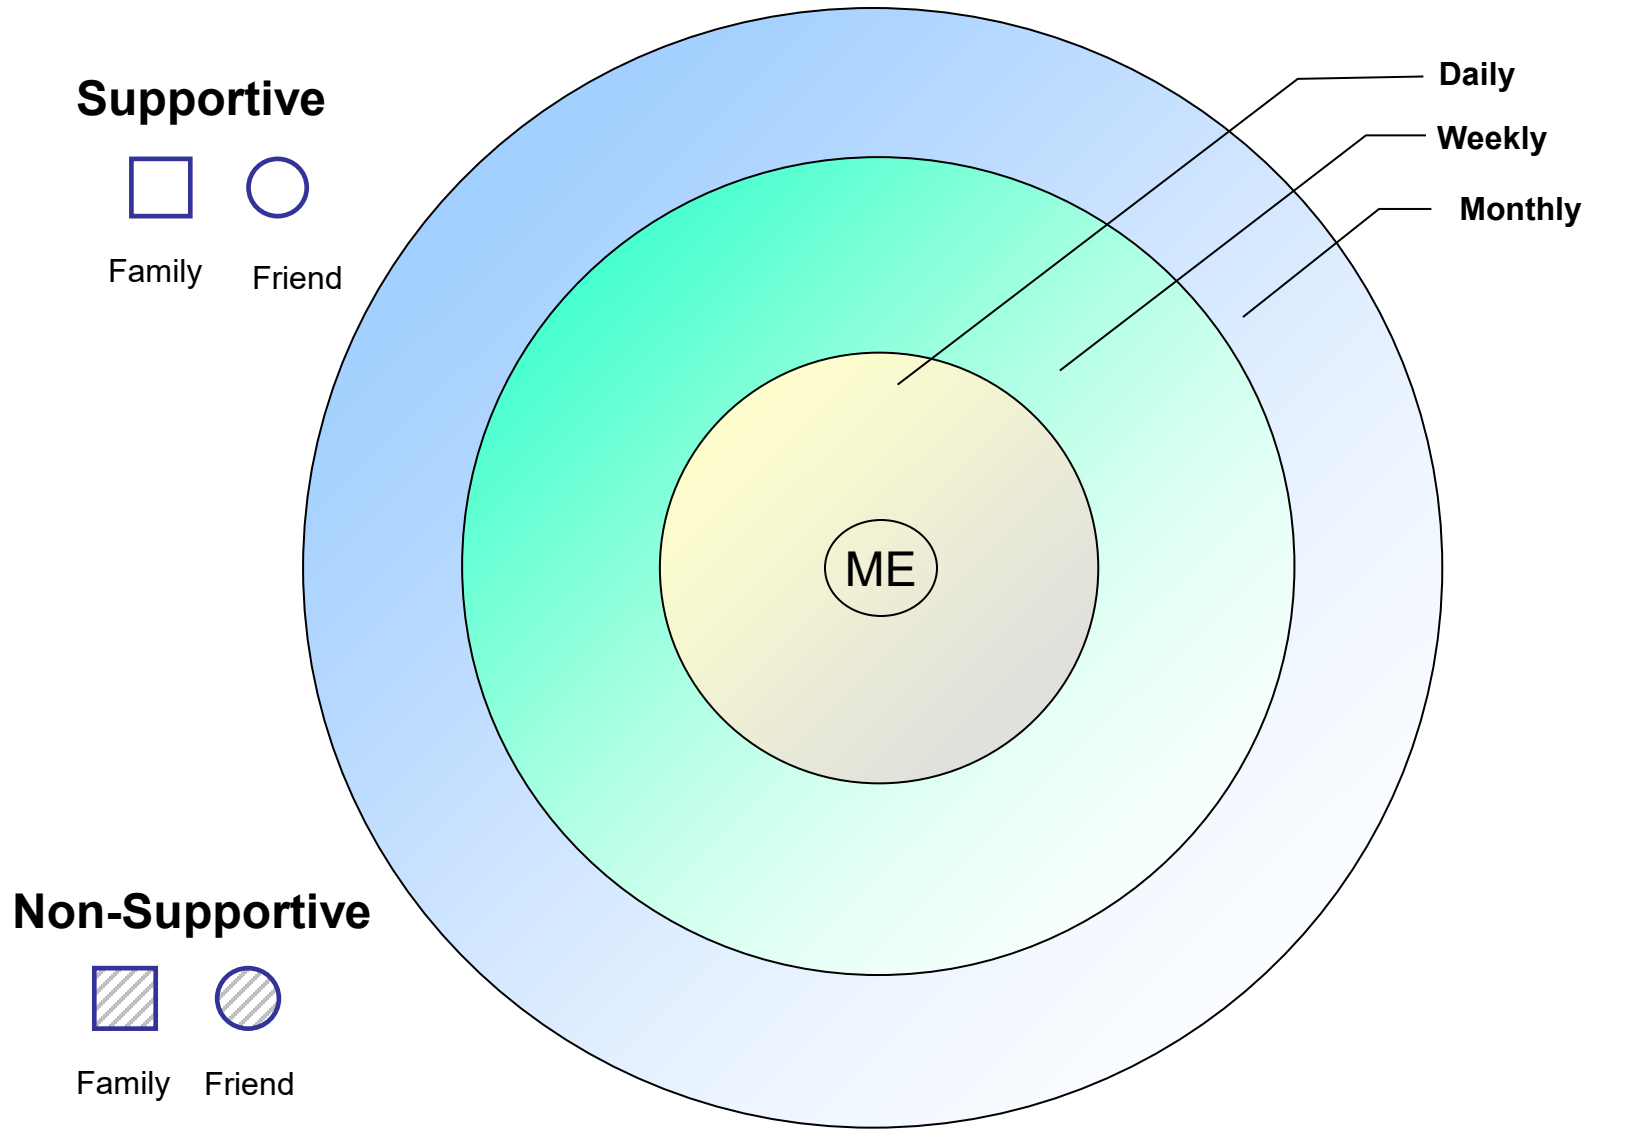 Supportive
Family
Friend
Daily
Weekly
Monthly
ME
Non-Supportive
Family
Friend